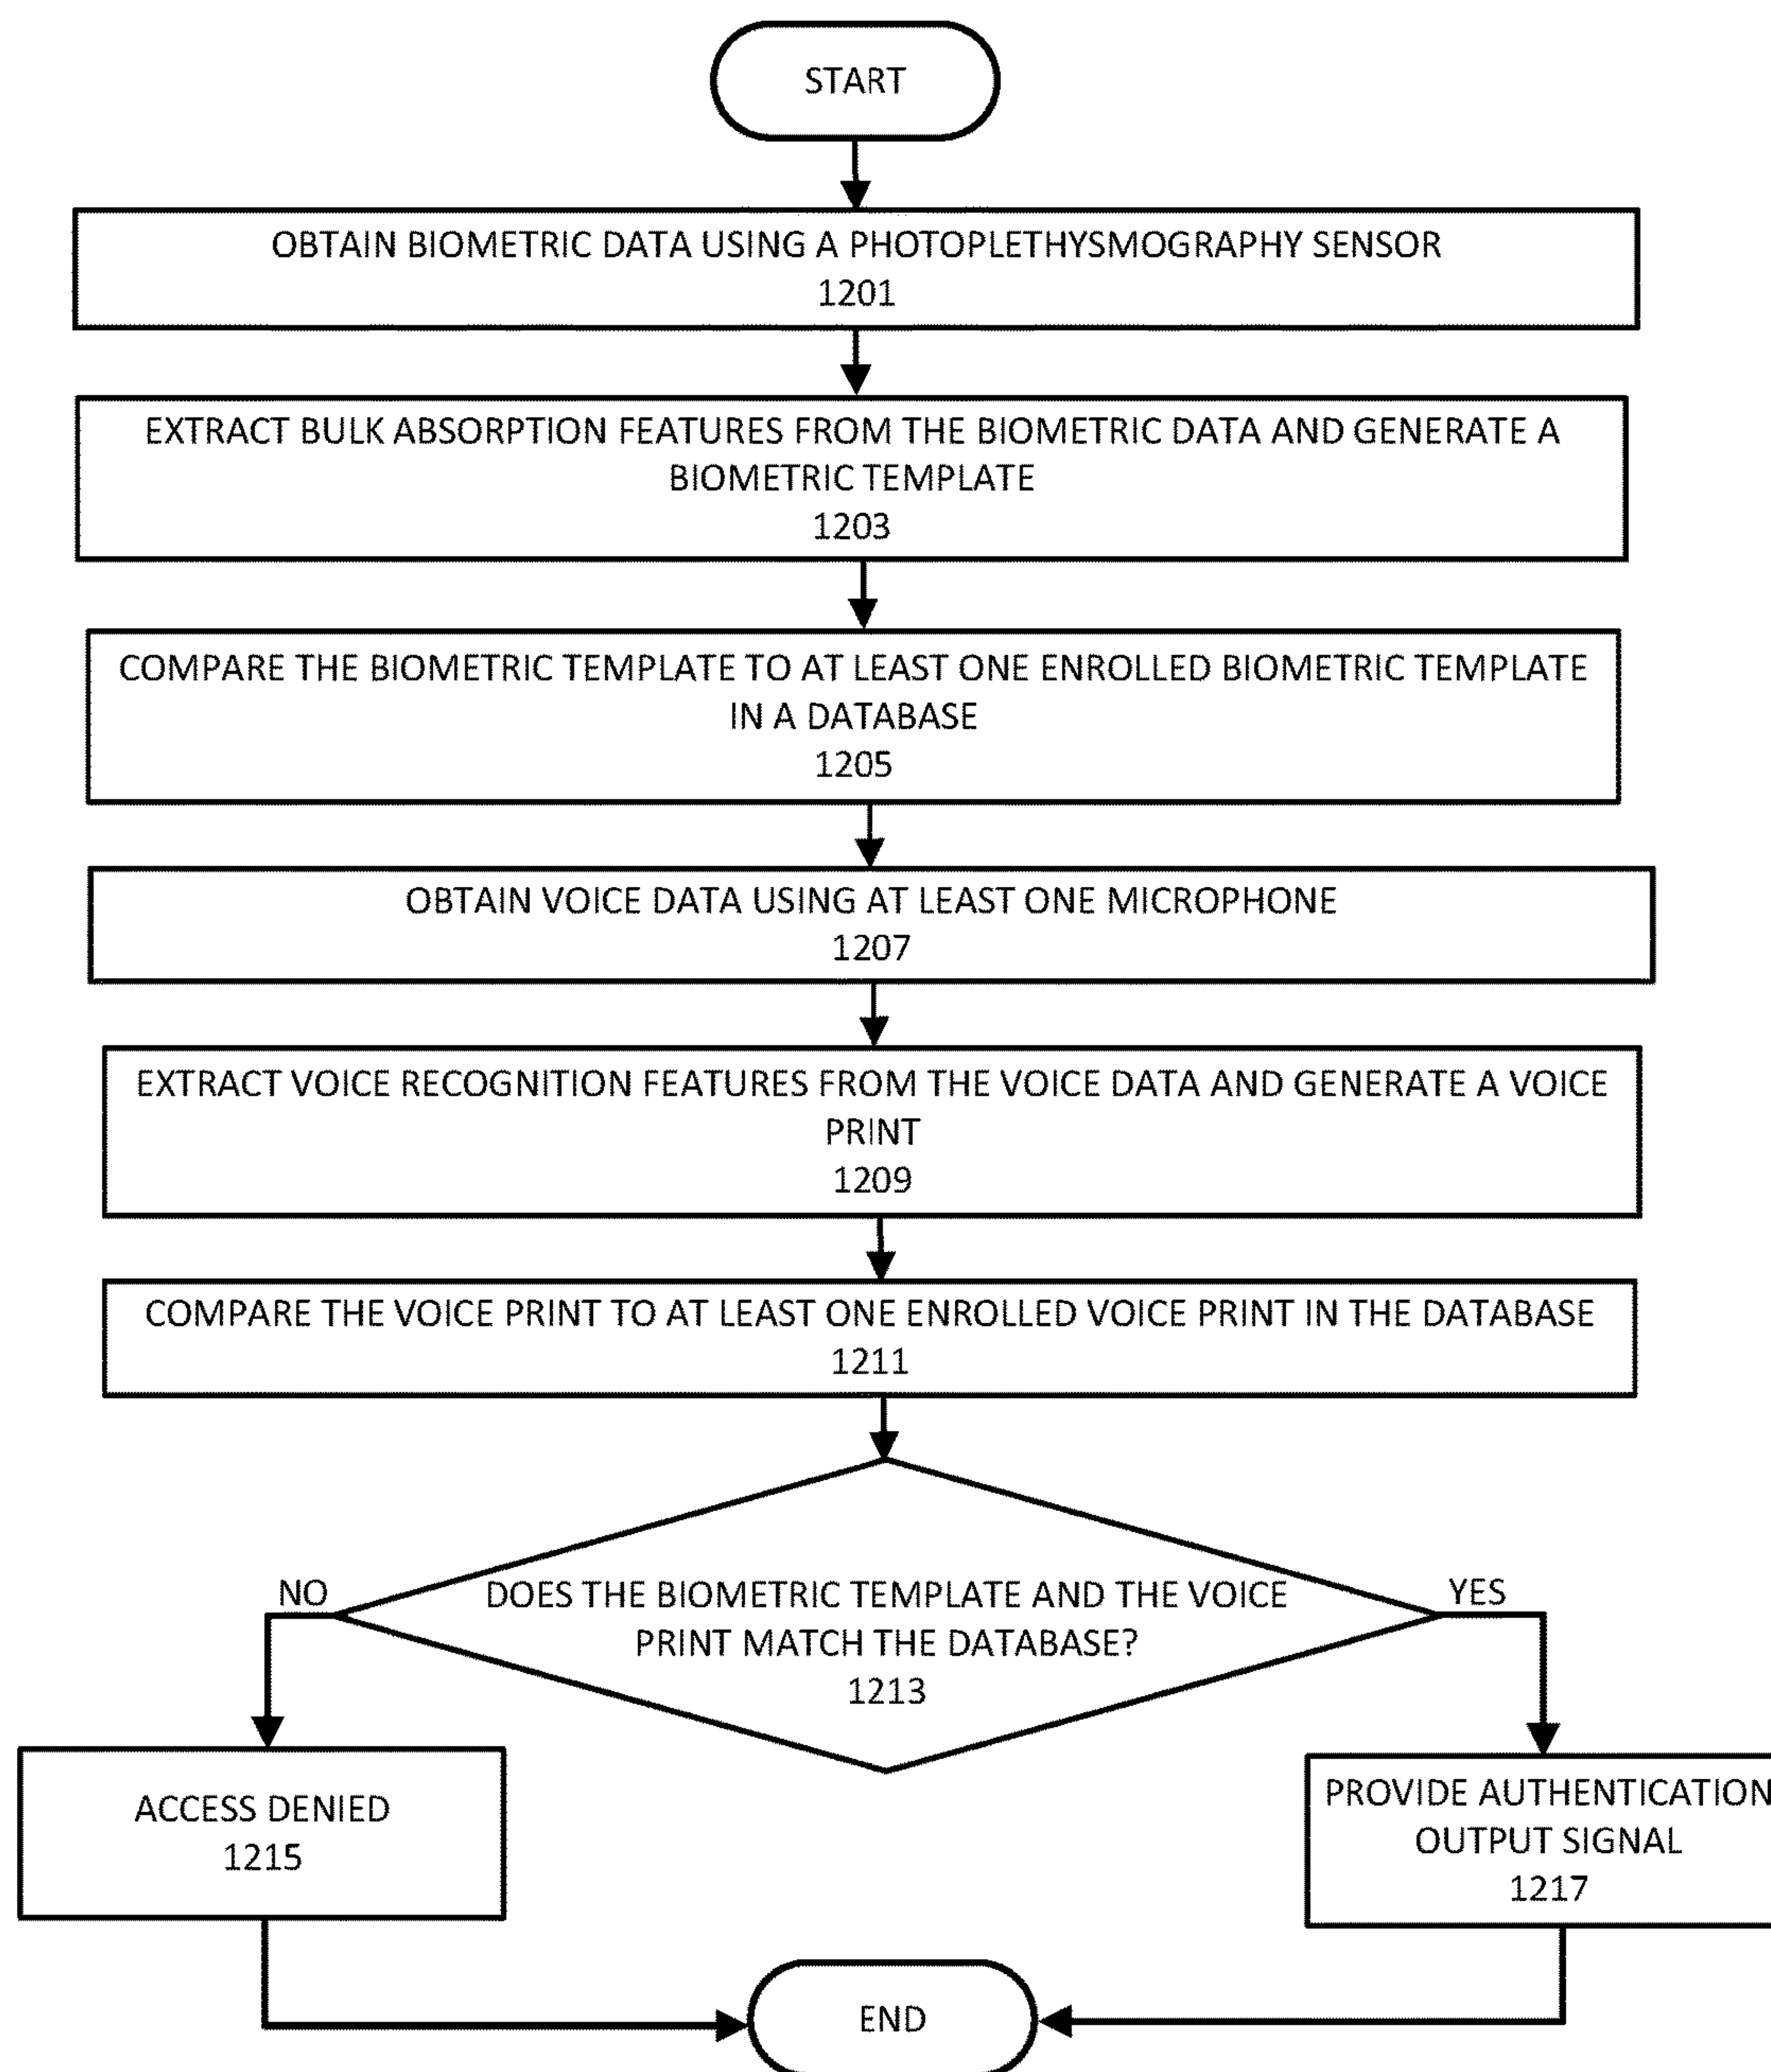 START
OBTAIN BIOMETRIC DATA USING A PHOTOPLETHYSMOGRAPHY SENSOR
1201
EXTRACT BULK ABSORPTION FEATURES FROM THE BIOMETRIC DATA AND GENERATE A
BIOMETRIC TEMPLATE
1203
COMPARE THE BIOMETRIC TEMPLATE TO AT LEAST ONE ENROLLED BIOMETRIC TEMPLATE
IN A DATABASE
1205
OBTAIN VOICE DATA USING AT LEAST ONE MICROPHONE
1207
EXTRACT VOICE RECOGNITION FEATURES FROM THE VOICE DATA AND GENERATE A VOICE
PRINT
1209
COMPARE THE VOICE PRINT TO AT LEAST ONE ENROLLED VOICE PRINT IN THE DATABASE
1211
NO
DOES THE BIOMETRIC TEMPLATE AND THE VOICE
PRINT MATCH THE DATABASE?
1213
YES
ACCESS DENIED
1215
PROVIDE AUTHENTICATION
OUTPUT SIGNAL
1217
END